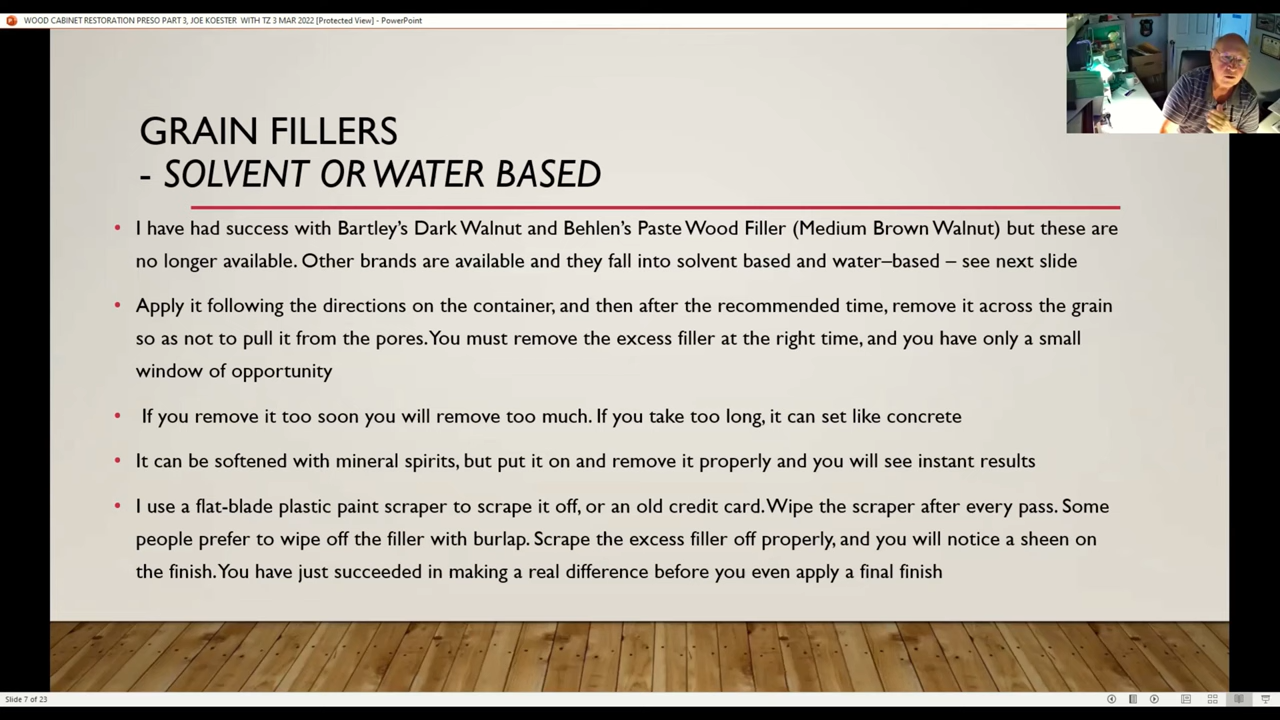 WOOD CABINET RESTORATION PRESO PART 3, JOE KOESTER  WITH TZ 3 MAR 2022 [Protected View] - PowerPoint
GRAIN FILLERS
- SOLVENT OR WATER BASED
• I have had success with Bartley’s Dark Walnut and Behlen’s Paste Wood Filler (Medium Brown Walnut) but these are
no longer available. Other brands are available and they fall into solvent based and water–based – see next slide
• Apply it following the directions on the container, and then after the recommended time, remove it across the grain
so as not to pull it from the pores. You must remove the excess filler at the right time, and you have only a small
window of opportunity
• If you remove it too soon you will remove too much. If you take too long, it can set like concrete
• It can be softened with mineral spirits, but put it on and remove it properly and you will see instant results
• I use a flat-blade plastic paint scraper to scrape it off, or an old credit card. Wipe the scraper after every pass. Some
people prefer to wipe off the filler with burlap. Scrape the excess filler off properly, and you will notice a sheen on
the finish. You have just succeeded in making a real difference before you even apply a final finish
Slide 7 of 23